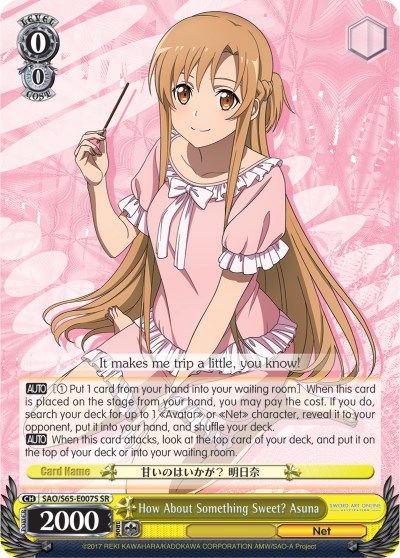 LEVEL
0
0
COST
It makes me trip a little, you know!
AUTO [① Put 1 card from your hand into your waiting room] When this card
is placed on the stage from your hand, you may pay the cost. If you do,
search your deck for up to 1 «Avatar» or «Net» character, reveal it to your
opponent, put it into your hand, and shuffle your deck.
AUTO When this card attacks, look at the top card of your deck, and put it on
the top of your deck or into your waiting room.
Card Name 甘いのはいかが? 明日奈
CH SAO/S65-E007S SR
How About Something Sweet? Asuna
SWORD ART ONLINE
POWER 2000 SOUL
Net
©2017 REKI KAWAHARA/KADOKAWA CORPORATION AMW/SAO-A Project